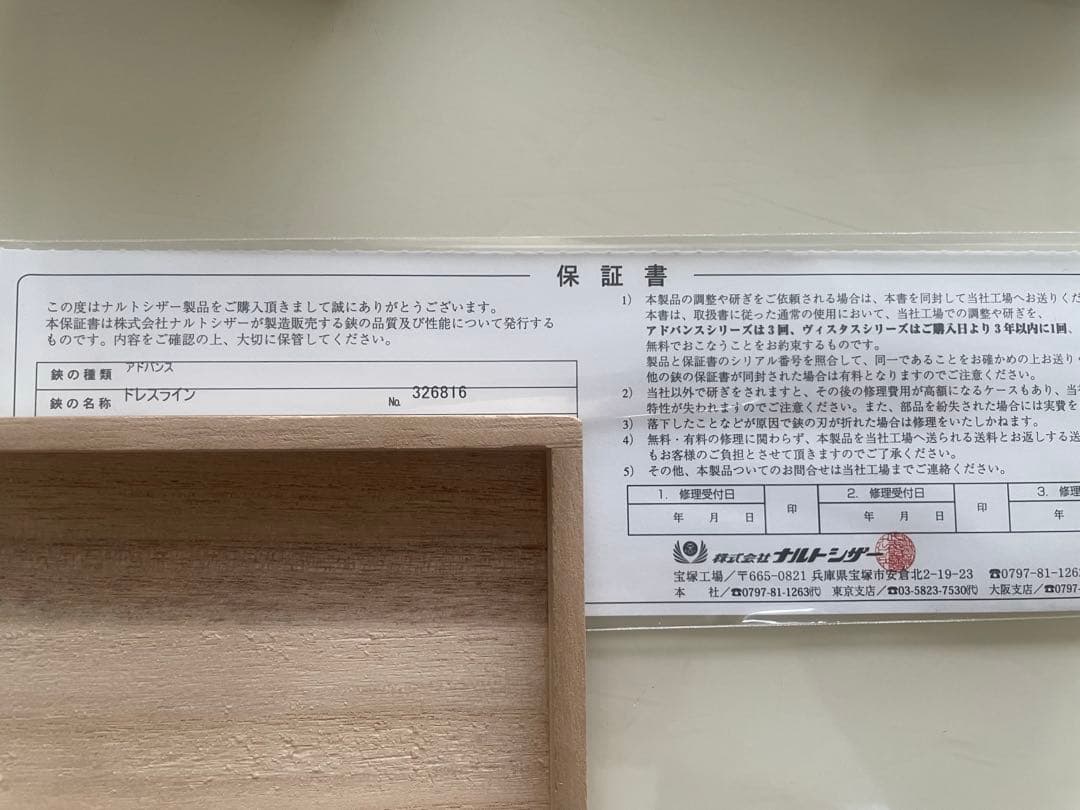 保証書
この度はナルトシザー製品をご購入頂きまして誠にありがとうございます。
本保証書は株式会社ナルトシザーが製造販売する鋏の品質及び性能について発行する
ものです。内容をご確認の上、大切に保管してください。
鋏の種類 アドバンス
鋏の名称 ドレスライン No. 326816
1) 本製品の調整や研ぎをご依頼される場合は、本書を同封して当社工場へお送りくだ
本書は、取扱書に従った通常の使用において、当社工場での調整や研ぎを、
アドバンスシリーズは3回、ヴィスタスシリーズはご購入日より3年以内に1回、
無料でおこなうことをお約束するものです。
製品と保証書のシリアル番号を照合して、同一であることをお確かめの上お送り
他の鋏の保証書が同封された場合は有料となりますのでご注意ください。
2) 当社以外で研ぎをされますと、その後の修理費用が高額になるケースもあり、当
特性が失われますのでご注意ください。また、部品を紛失された場合には実費を
3) 落下したことなどが原因で鋏の刃が折れた場合は修理をいたしかねます。
4) 無料・有料の修理に関わらず、本製品を当社工場へ送られる送料とお返しする送
もお客様のご負担とさせて頂きますのでご了承ください。
5) その他、本製品ついてのお問合せは当社工場までご連絡ください。
1. 修理受付日 印 2. 修理受付日 印 3. 修
年 月 日 年 月 日 年
株式会社ナルトシザー
宝塚工場/〒665-0821 兵庫県宝塚市安倉北2-19-23 ☎0797-81-126
本 社/☎0797-81-1263代 東京支店/☎03-5823-7530代 大阪支店/☎0797-